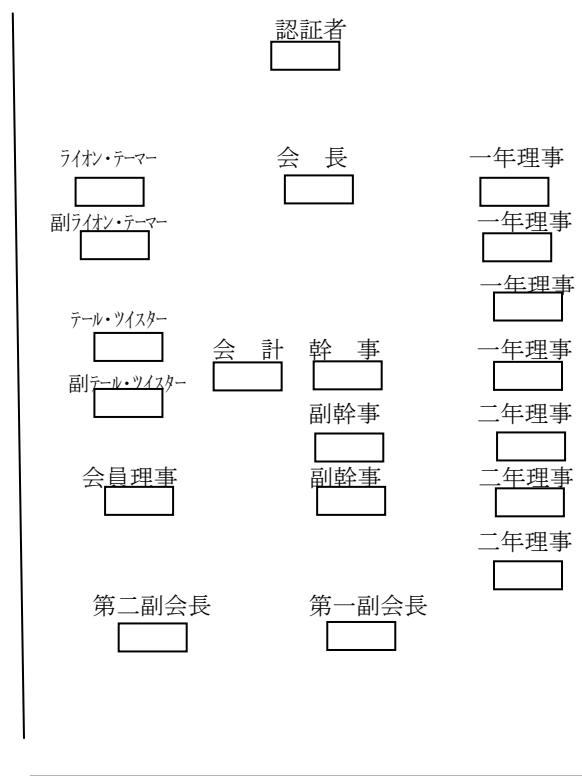 認証者
ライオン・テーマー
会　長
一年理事
副ライオン・テーマー
一年理事
一年理事
テール・ツイスター
会　計
幹　事
一年理事
副テール・ツイスター
副幹事
二年理事
会員理事
副幹事
二年理事
二年理事
第二副会長
第一副会長